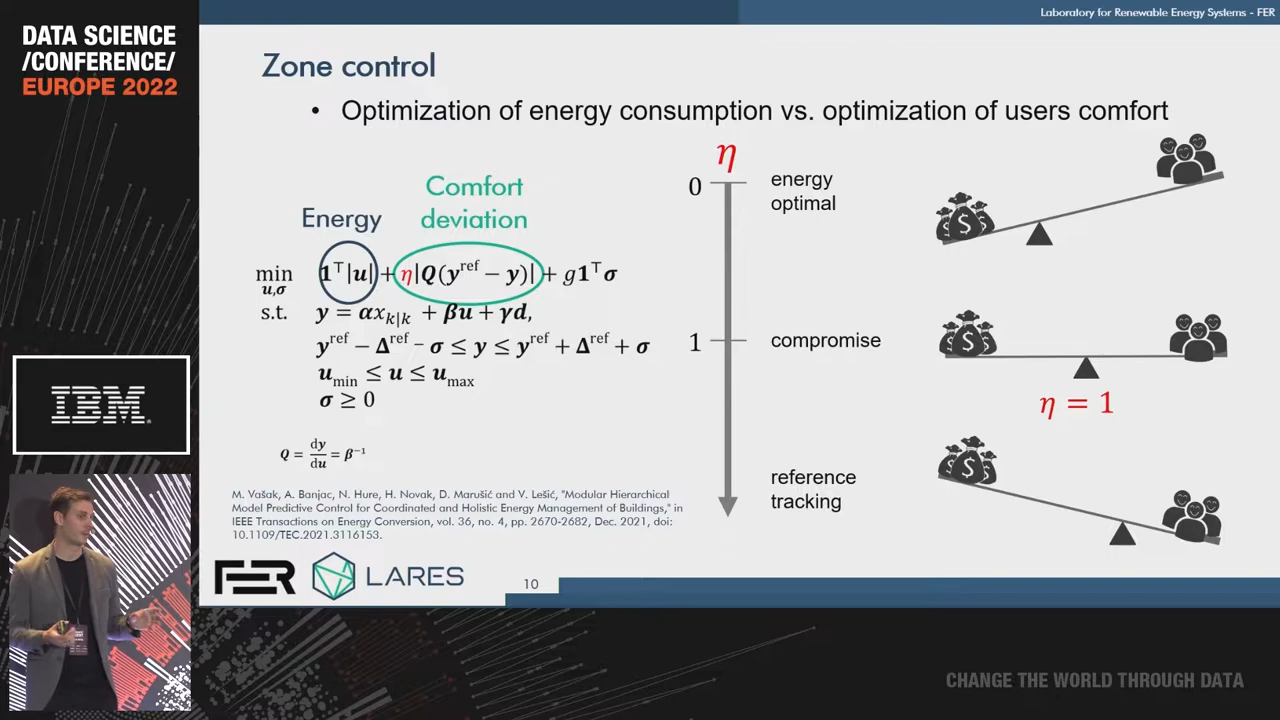 Laboratory for Renewable Energy Systems - FER
DATA SCIENCE
/CONFERENCE/
EUROPE 2022
Zone control
• Optimization of energy consumption vs. optimization of users comfort
η
0
energy
optimal
Comfort
deviation
Energy
min 1ᵀ|u| + η|Q(yʳᵉᶠ − y)| + g1ᵀσ
u,σ
s.t. y = αxₖ|ₖ + βu + γd,
yʳᵉᶠ − Δʳᵉᶠ − σ ≤ y ≤ yʳᵉᶠ + Δʳᵉᶠ + σ
1
compromise
u_min ≤ u ≤ u_max
σ ≥ 0
η = 1
Q = dy/du = β⁻¹
reference
tracking
M. Vašak, A. Banjac, N. Hure, H. Novak, D. Marušić and V. Lešić, "Modular Hierarchical
Model Predictive Control for Coordinated and Holistic Energy Management of Buildings," in
IEEE Transactions on Energy Conversion, vol. 36, no. 4, pp. 2670-2682, Dec. 2021, doi:
10.1109/TEC.2021.3116153.
IBM
FER
LARES
10
CHANGE THE WORLD THROUGH DATA